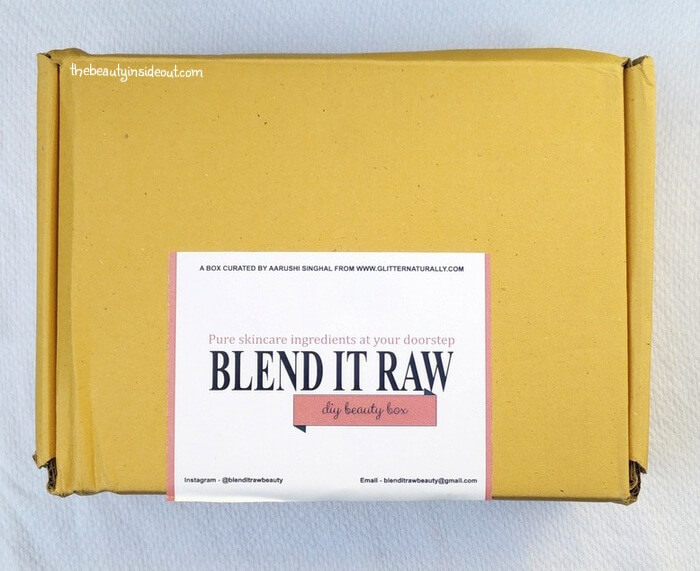 thebeautyinsideout.com
A BOX CURATED BY AARUSHI SINGHAL FROM WWW.GLITTERNATURALLY.COM
Pure skincare ingredients at your doorstep
BLEND IT RAW
diy beauty box
Instagram - @blenditrawbeauty Email - blenditrawbeauty@gmail.com